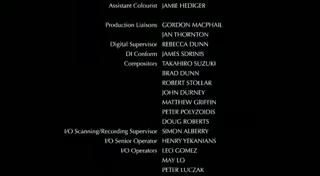 Assistant Colourist JAMIE HEDIGER
Production Liaisons GORDON MACPHAIL
JAN THORNTON
Digital Supervisor REBECCA DUNN
DI Conform JAMES SDRINIS
Compositors TAKAHIRO SUZUKI
BRAD DUNN
ROBERT STOLLAR
JOHN DURNEY
MATTHEW GRIFFIN
PETER POLYZOIDIS
DOUG ROBERTS
I/O Scanning/Recording Supervisor SIMON ALBERRY
I/O Senior Operator HENRY YEKANIANS
I/O Operators LEO GOMEZ
MAY LO
PETER LUCZAK